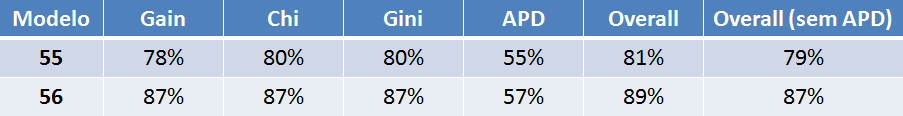 Modelo Gain Chi Gini APD Overall Overall (sem APD)
55 78% 80% 80% 55% 81% 79%
56 87% 87% 87% 57% 89% 87%